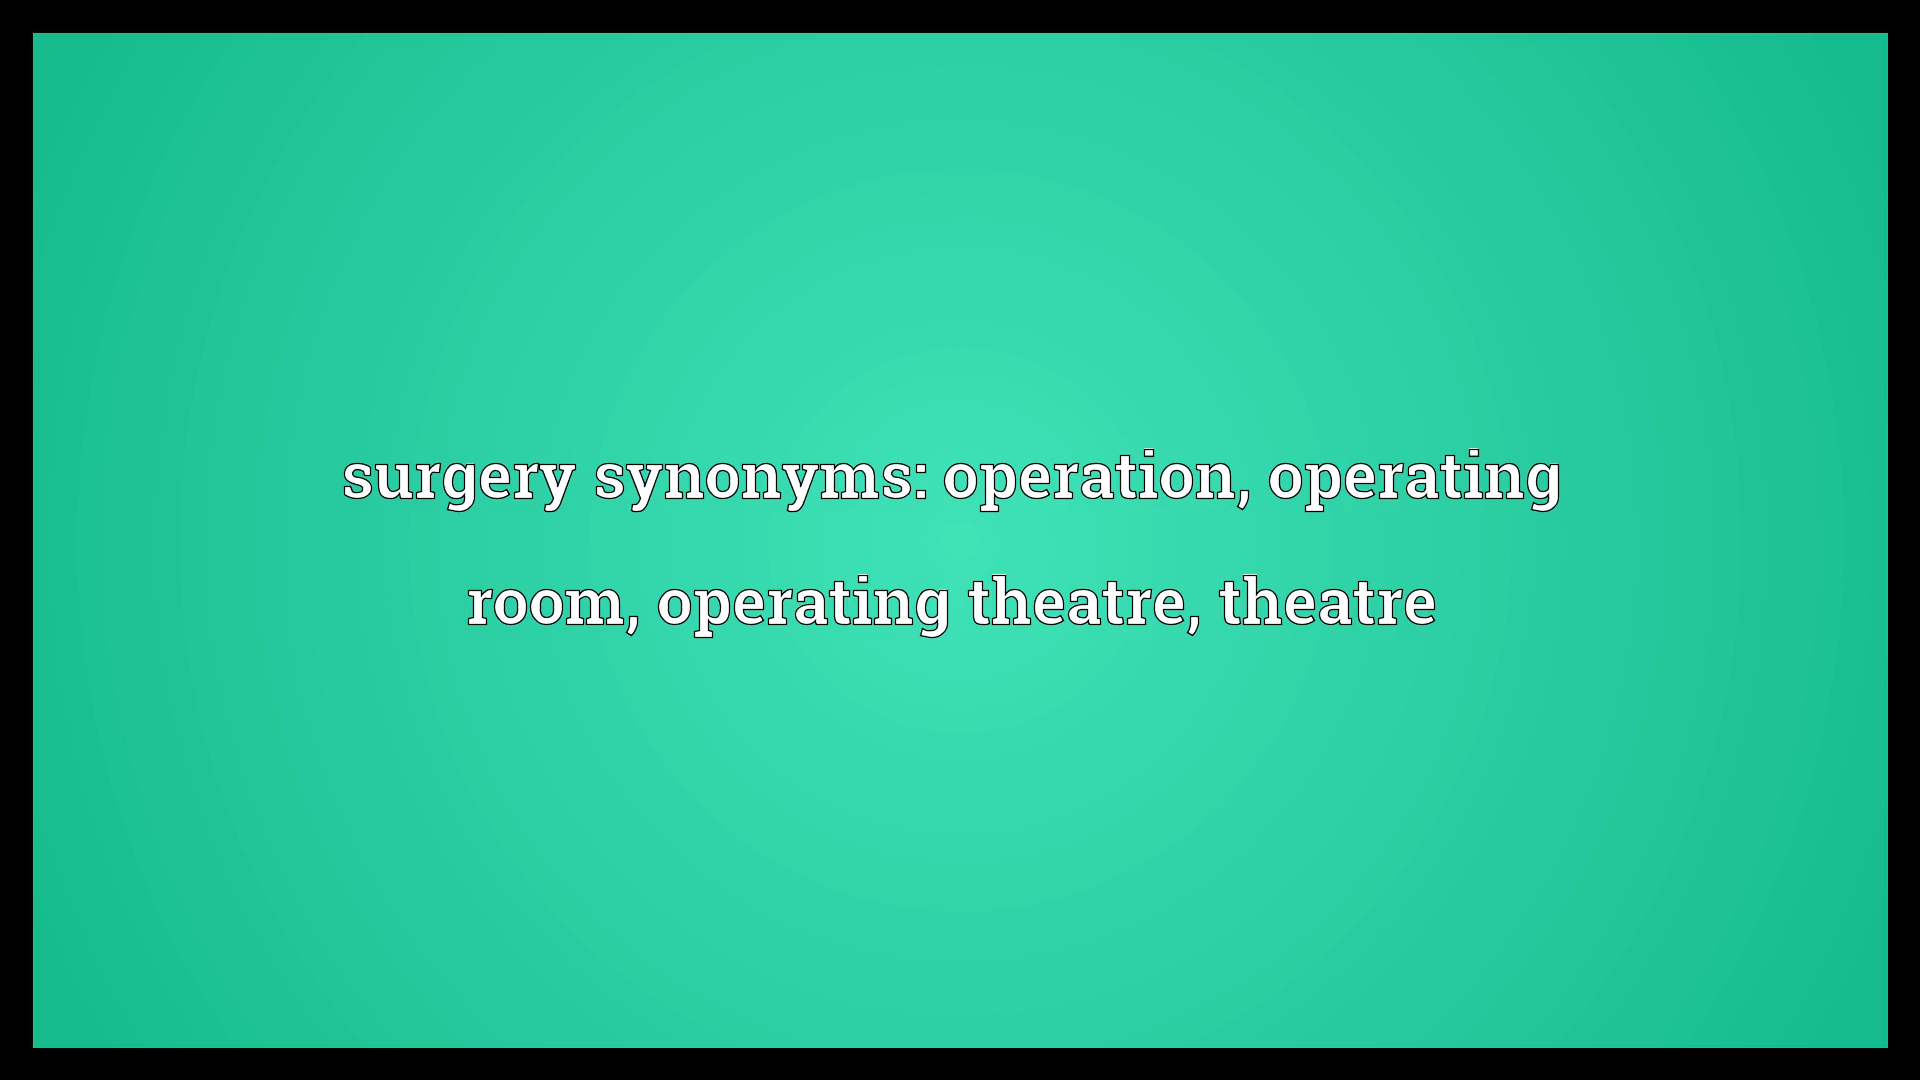 surgery synonyms: operation, operating
room, operating theatre, theatre